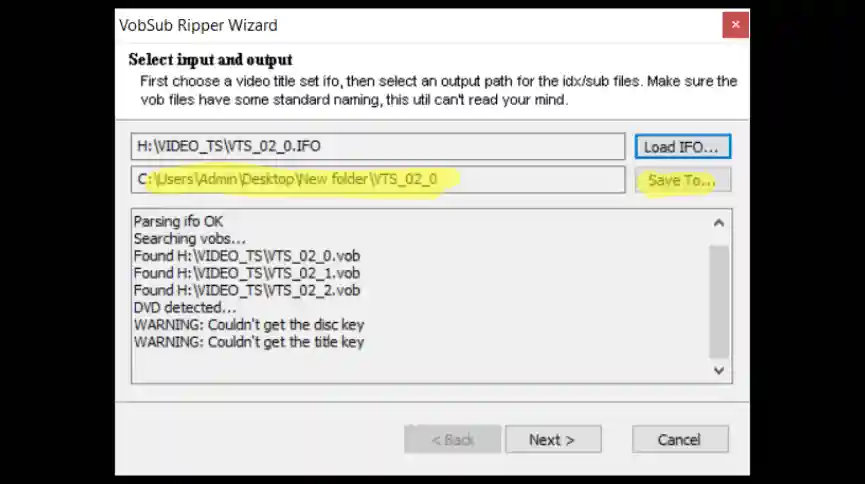 VobSub Ripper Wizard
Select input and output
First choose a video title set ifo, then select an output path for the idx/sub files. Make sure the
vob files have some standard naming, this util can't read your mind.
H:\VIDEO_TS\VTS_02_0.IFO
Load IFO...
C:\Users\Admin\Desktop\New folder\VTS_02_0
Save To...
Parsing ifo OK
Searching vobs...
Found H:\VIDEO_TS\VTS_02_0.vob
Found H:\VIDEO_TS\VTS_02_1.vob
Found H:\VIDEO_TS\VTS_02_2.vob
DVD detected...
WARNING: Couldn't get the disc key
WARNING: Couldn't get the title key
< Back
Next >
Cancel